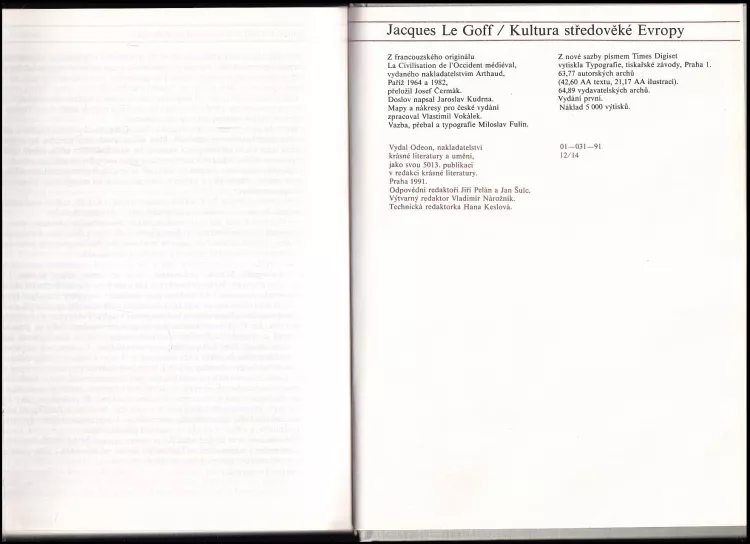 Jacques Le Goff / Kultura středověké Evropy
Z francouzského originálu
La Civilisation de l'Occident médiéval,
vydaného nakladatelstvím Arthaud,
Paříž 1964 a 1982,
přeložil Josef Čermák.
Doslov napsal Jaroslav Kudrna.
Mapy a nákresy pro české vydání
zpracoval Vlastimil Vokálek.
Vazba, přebal a typografie Miloslav Fulín.
Vydal Odeon, nakladatelství
krásné literatury a umění,
jako svou 5013. publikaci
v redakci krásné literatury.
Praha 1991.
Odpovědní redaktoři Jiří Pelán a Jan Šulc.
Výtvarný redaktor Vladimír Nárožník.
Technická redaktorka Hana Keslová.
Z nové sazby písmem Times Digiset
vytiskla Typografie, tiskařské závody, Praha 1.
63,77 autorských archů
(42,60 AA textu, 21,17 AA ilustrací).
64,89 vydavatelských archů.
Vydání první.
Náklad 5 000 výtisků.
01—031—91
12/14